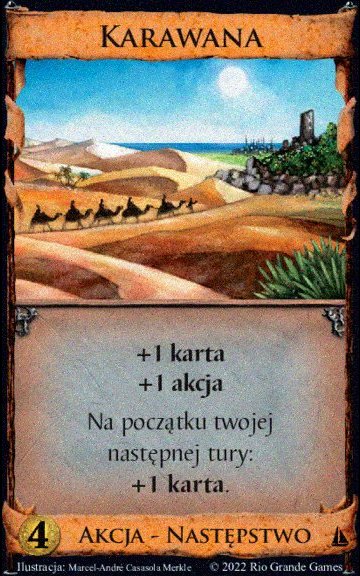 KARAWANA
+1 karta
+1 akcja
Na początku twojej
następnej tury:
+1 karta.
4
AKCJA - NASTĘPSTWO
Ilustracja: Marcel-André Casasola Merkle © 2022 Rio Grande Games